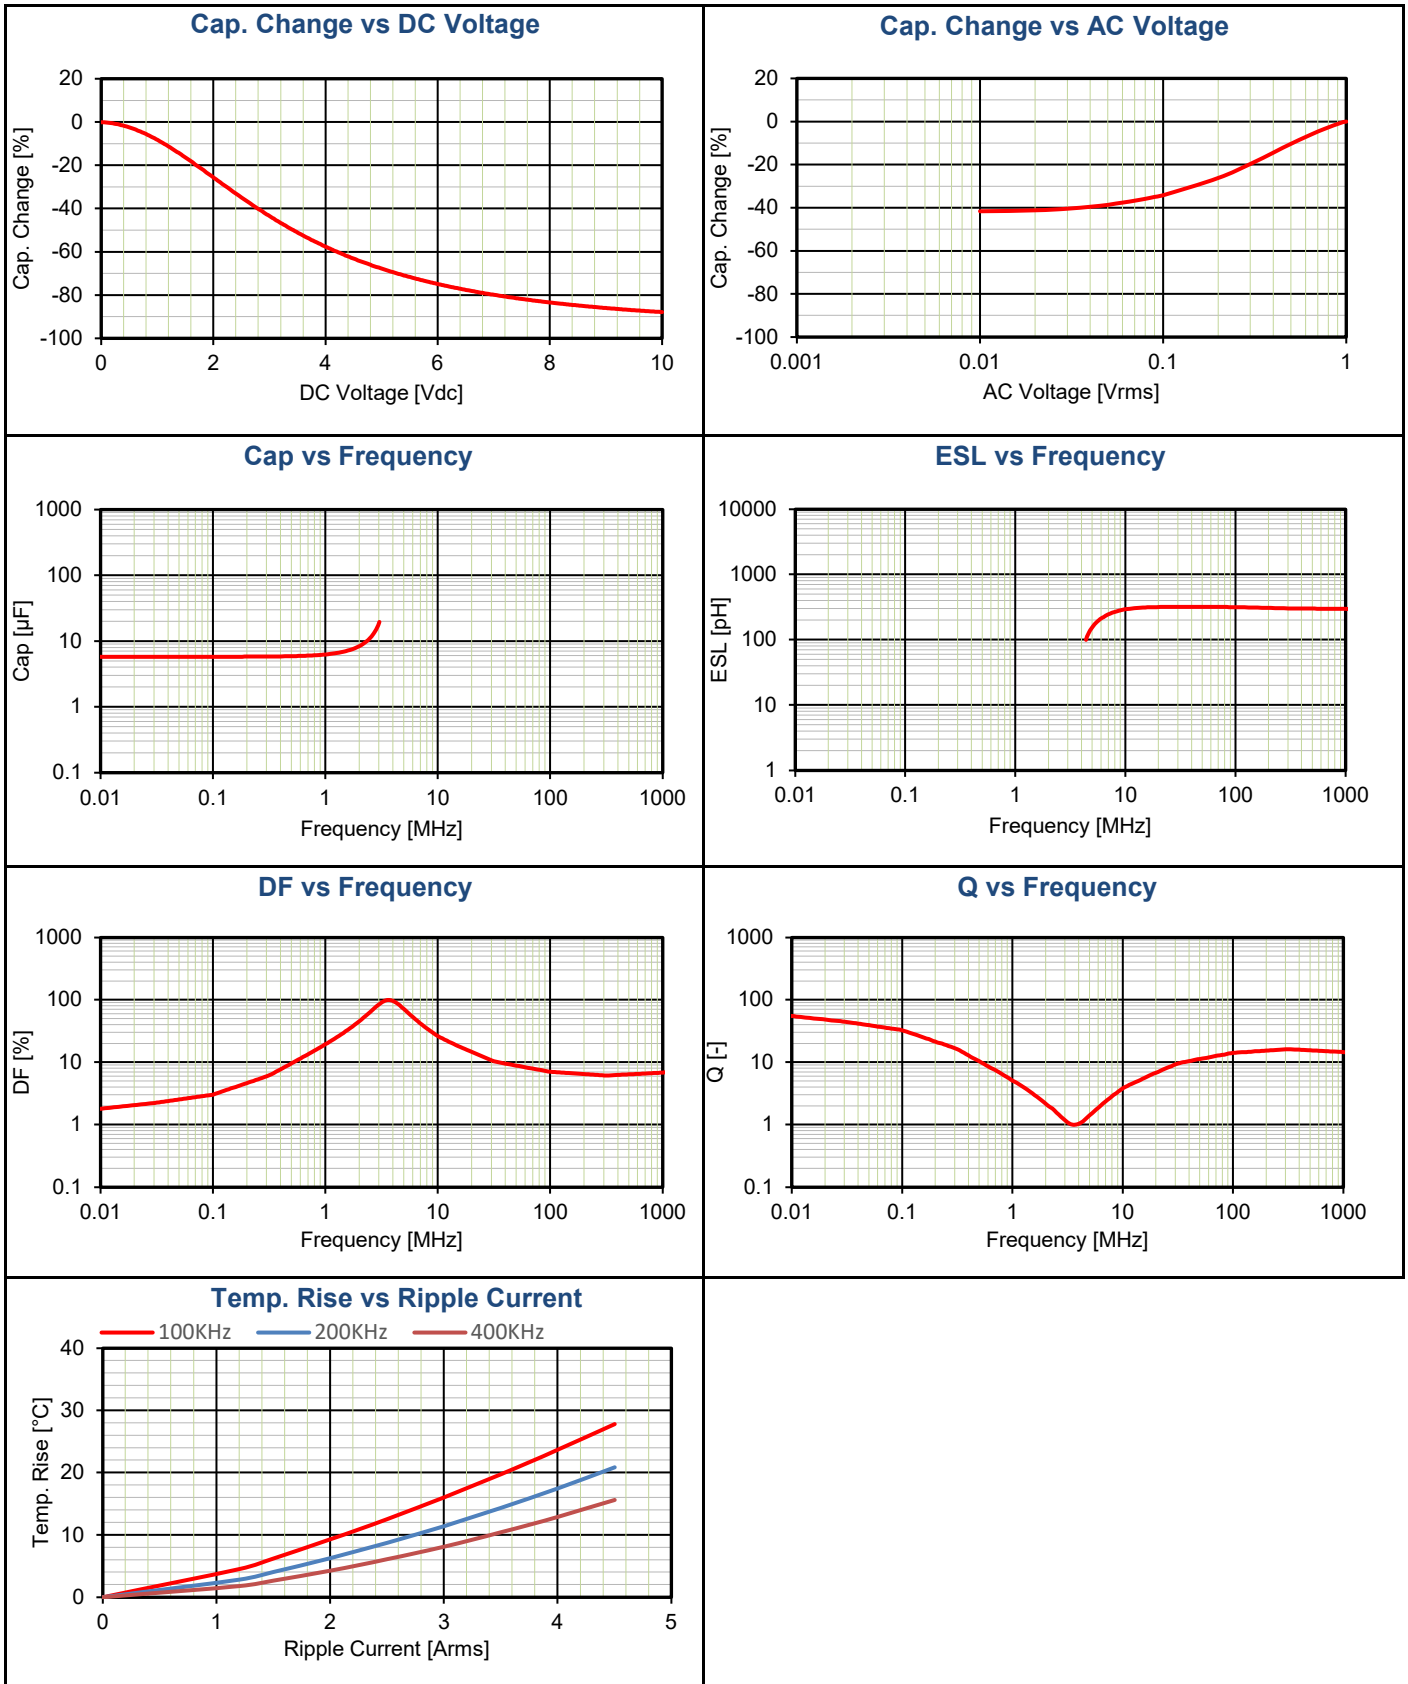 Cap. Change vs DC Voltage
20
0
-20
-40
-60
-80
-100
Cap. Change [%]
0 2 4 6 8 10
DC Voltage [Vdc]
Cap. Change vs AC Voltage
20
0
-20
-40
-60
-80
-100
Cap. Change [%]
0.001 0.01 0.1 1
AC Voltage [Vrms]
Cap vs Frequency
1000
100
10
1
0.1
Cap [µF]
0.01 0.1 1 10 100 1000
Frequency [MHz]
ESL vs Frequency
10000
1000
100
10
1
ESL [pH]
0.01 0.1 1 10 100 1000
Frequency [MHz]
DF vs Frequency
1000
100
10
1
0.1
DF [%]
0.01 0.1 1 10 100 1000
Frequency [MHz]
Q vs Frequency
1000
100
10
1
0.1
Q [-]
0.01 0.1 1 10 100 1000
Frequency [MHz]
Temp. Rise vs Ripple Current
100KHz 200KHz 400KHz
40
30
20
10
0
Temp. Rise [°C]
0 1 2 3 4 5
Ripple Current [Arms]